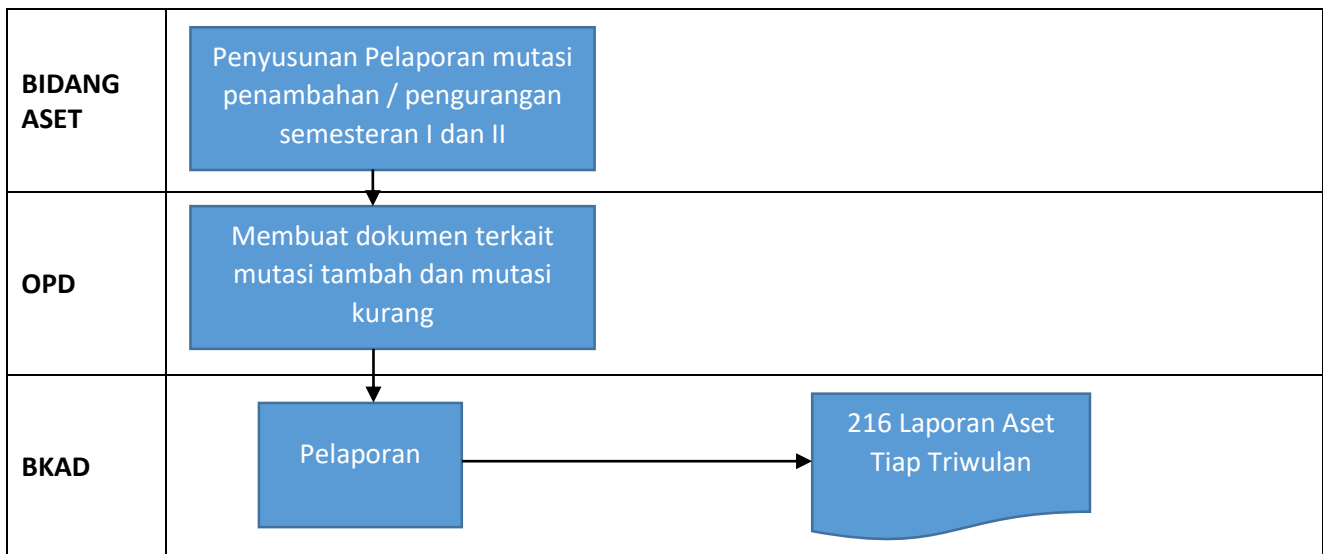 BIDANG
ASET
Penyusunan Pelaporan mutasi
penambahan / pengurangan
semesteran I dan II
OPD
Membuat dokumen terkait
mutasi tambah dan mutasi
kurang
BKAD
Pelaporan
216 Laporan Aset
Tiap Triwulan